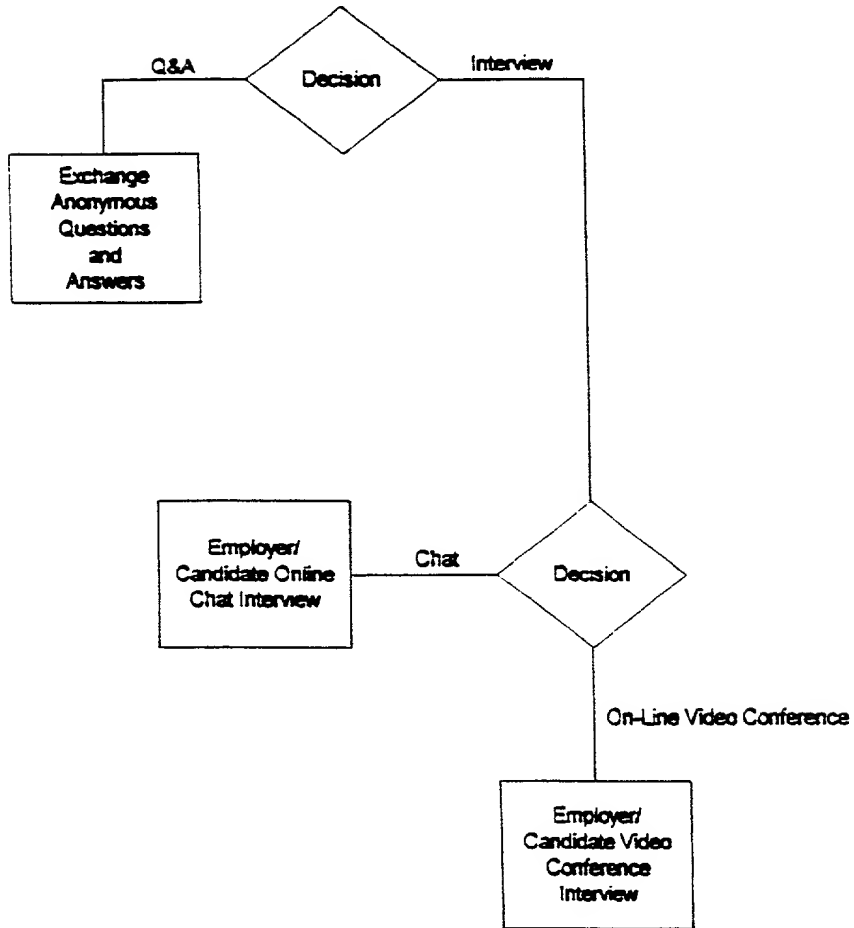 Q&A
Decision
Interview
Exchange
Anonymous
Questions
and
Answers
Employer/
Candidate Online
Chat Interview
Chat
Decision
On-Line Video Conference
Employer/
Candidate Video
Conference
Interview